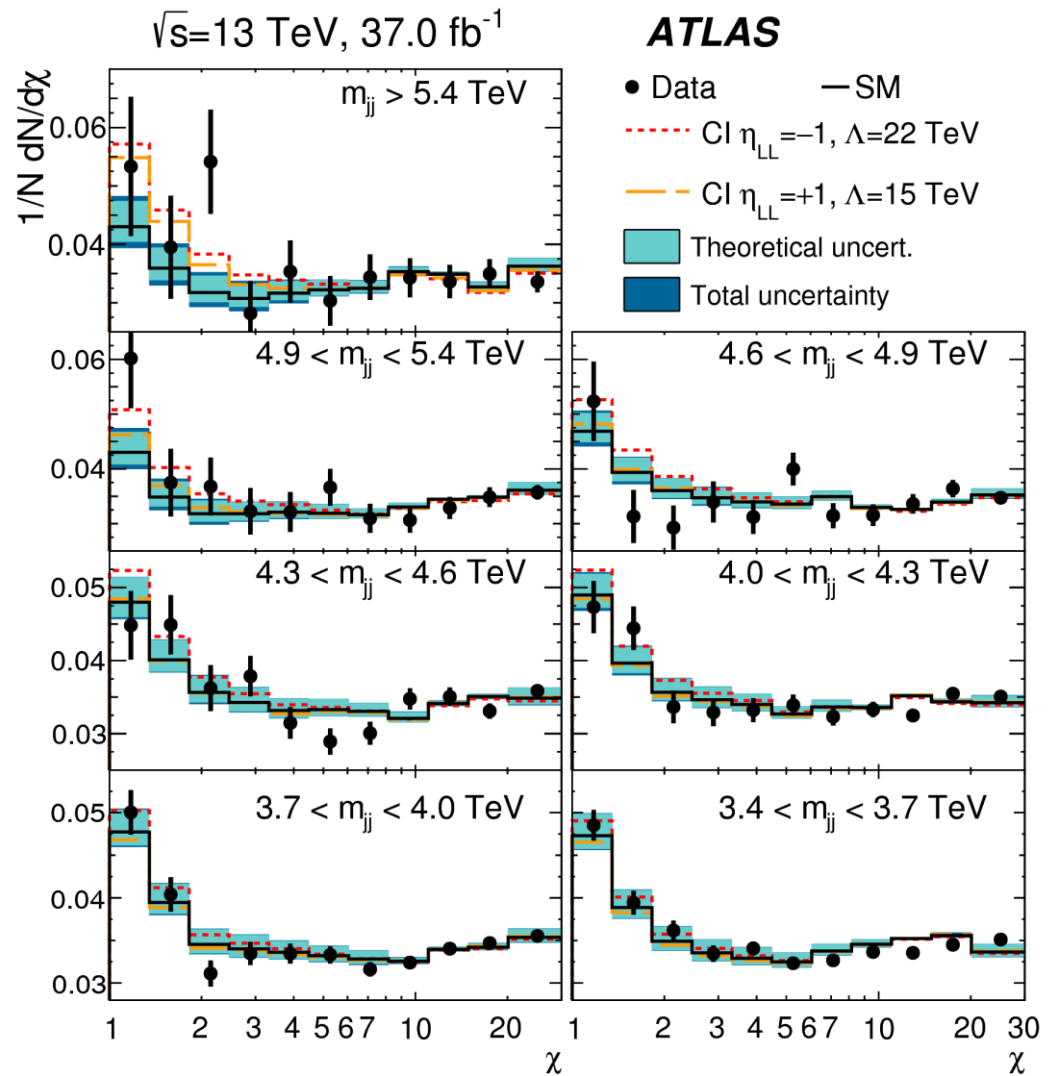 √s=13 TeV, 37.0 fb⁻¹
ATLAS
1/N dN/dχ
m_jj > 5.4 TeV
0.06
0.04
Data
SM
CI η_LL=−1, Λ=22 TeV
CI η_LL=+1, Λ=15 TeV
Theoretical uncert.
Total uncertainty
4.9 < m_jj < 5.4 TeV
0.06
0.04
4.6 < m_jj < 4.9 TeV
4.3 < m_jj < 4.6 TeV
0.05
0.04
0.03
4.0 < m_jj < 4.3 TeV
3.7 < m_jj < 4.0 TeV
0.05
0.04
0.03
3.4 < m_jj < 3.7 TeV
1 2 3 4 5 6 7 10 20
χ
1 2 3 4 5 6 7 10 20 30
χ